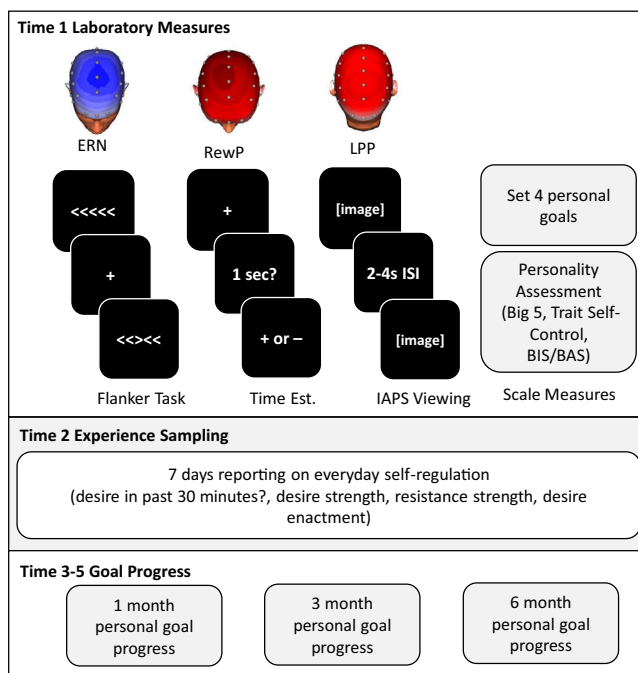 Time 1 Laboratory Measures
ERN
RewP
LPP
<<<<<
+
<<><<
Flanker Task
+
1 sec?
+ or –
Time Est.
[image]
2-4s ISI
[image]
IAPS Viewing
Set 4 personal
goals
Personality
Assessment
(Big 5, Trait Self-
Control,
BIS/BAS)
Scale Measures
Time 2 Experience Sampling
7 days reporting on everyday self-regulation
(desire in past 30 minutes?, desire strength, resistance strength, desire
enactment)
Time 3-5 Goal Progress
1 month
personal goal
progress
3 month
personal goal
progress
6 month
personal goal
progress